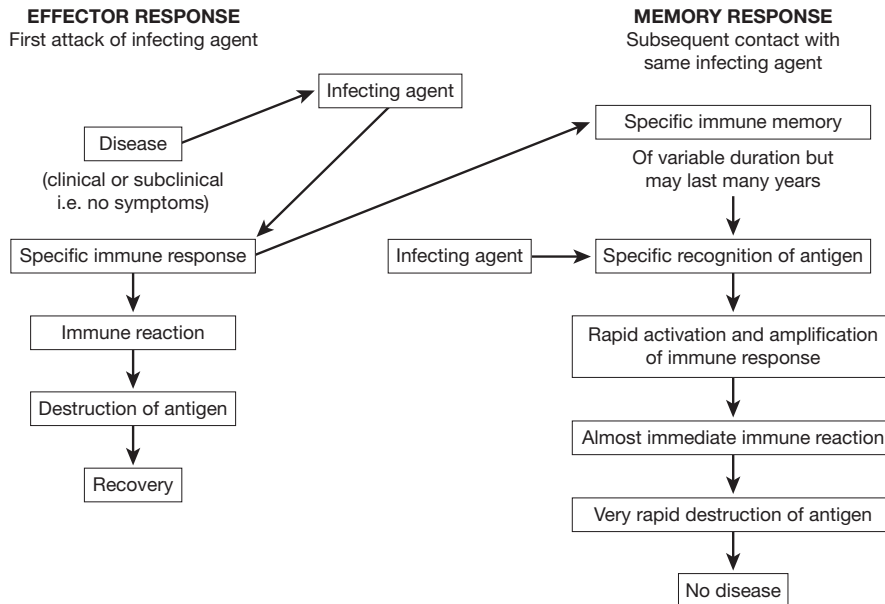 EFFECTOR RESPONSE
First attack of infecting agent
Infecting agent
Disease
(clinical or subclinical
i.e. no symptoms)
Specific immune response
Immune reaction
Destruction of antigen
Recovery
MEMORY RESPONSE
Subsequent contact with
same infecting agent
Specific immune memory
Of variable duration but
may last many years
Infecting agent
Specific recognition of antigen
Rapid activation and amplification
of immune response
Almost immediate immune reaction
Very rapid destruction of antigen
No disease